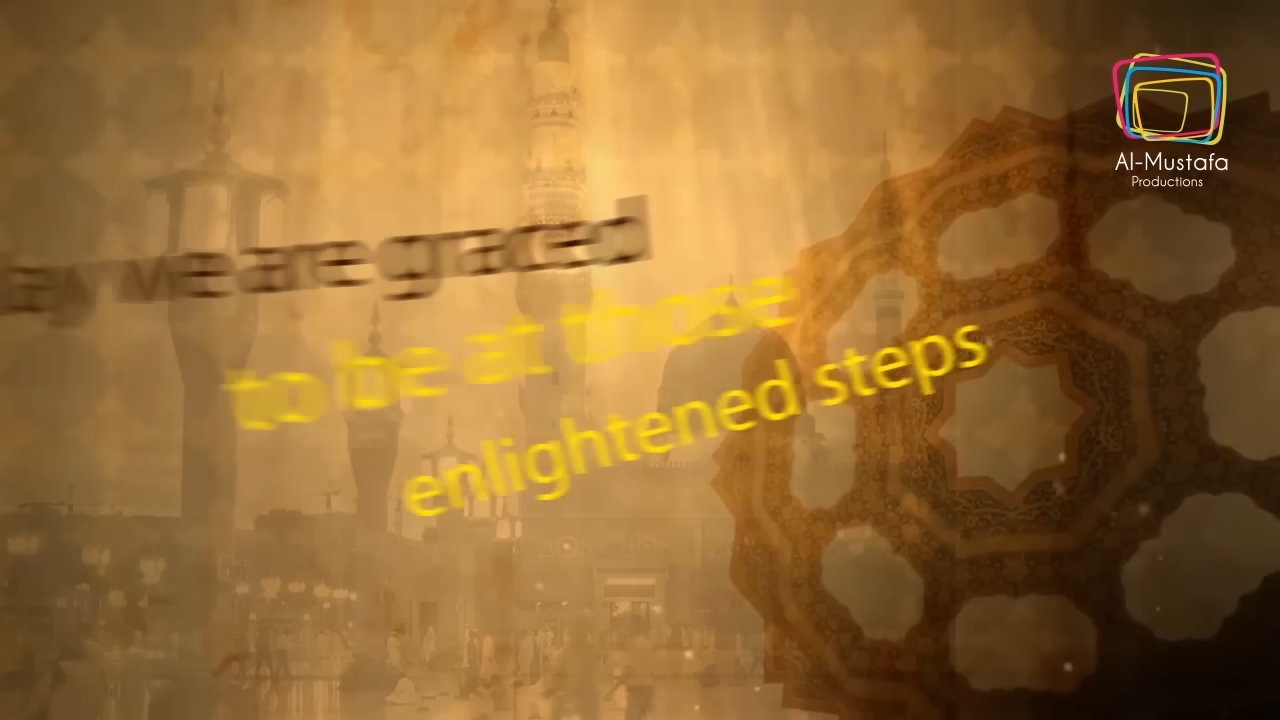 we are graced
to be at those
enlightened steps
Al-Mustafa
Productions